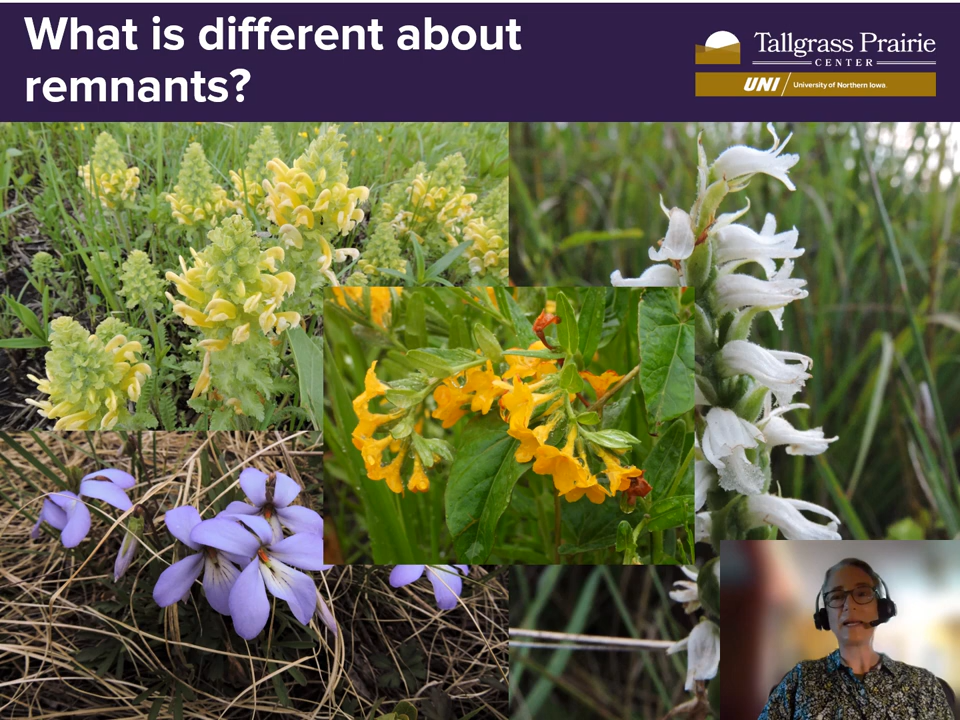 What is different about
remnants?
Tallgrass Prairie
CENTER
UNI University of Northern Iowa.